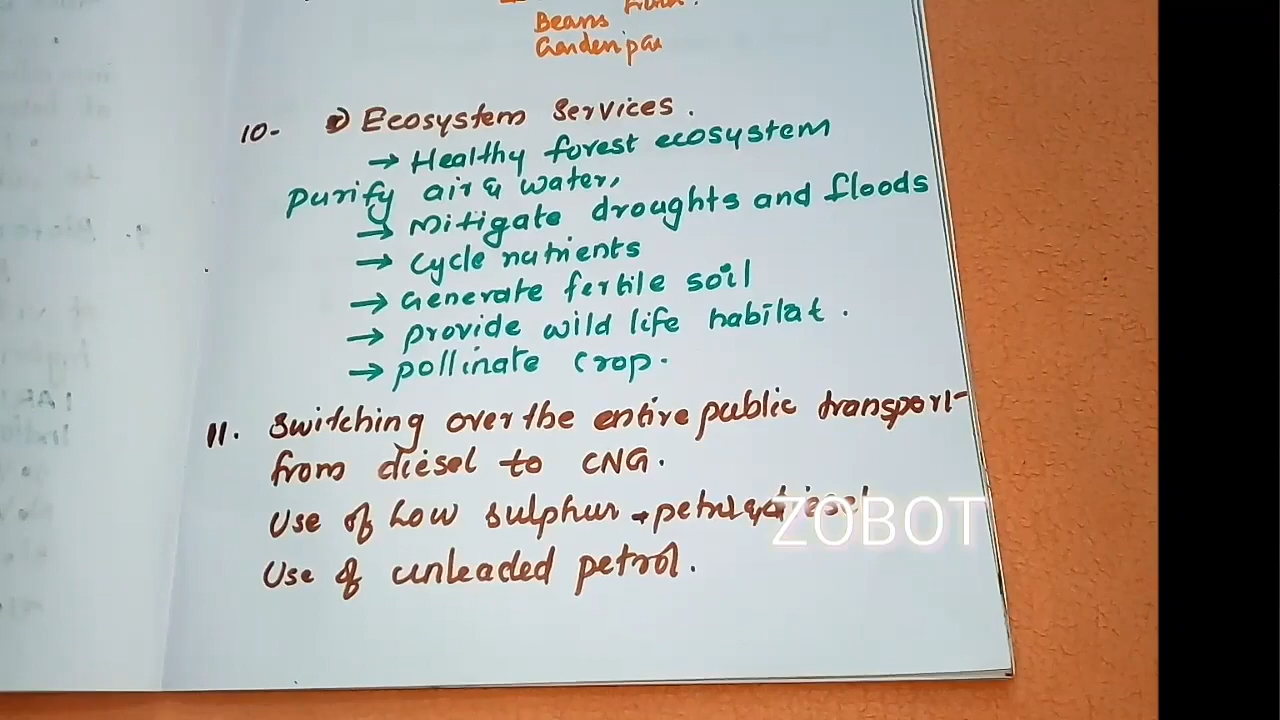 Beans
Gardenpea
10- Ecosystem Services.
→ Healthy forest ecosystem
purify air & water,
→ Mitigate droughts and floods
→ cycle nutrients
→ Generate fertile soil
→ provide wild life habitat.
→ pollinate crop.
11. Switching over the entire public transport
from diesel to CNG.
Use of Low sulphur petrol & diesel
Use of unleaded petrol.
ZOBOT